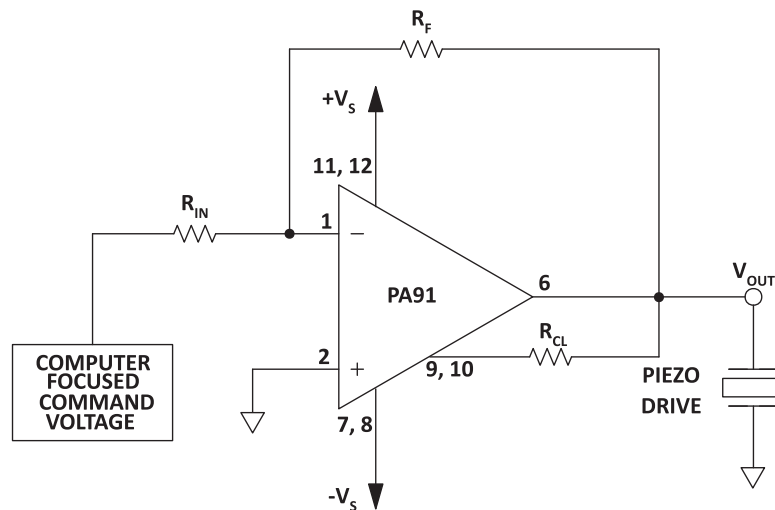 R_F
+V_S
11, 12
R_IN
1
−
PA91
6
V_OUT
R_CL
2
+
9, 10
COMPUTER
FOCUSED
COMMAND
VOLTAGE
PIEZO
DRIVE
7, 8
-V_S